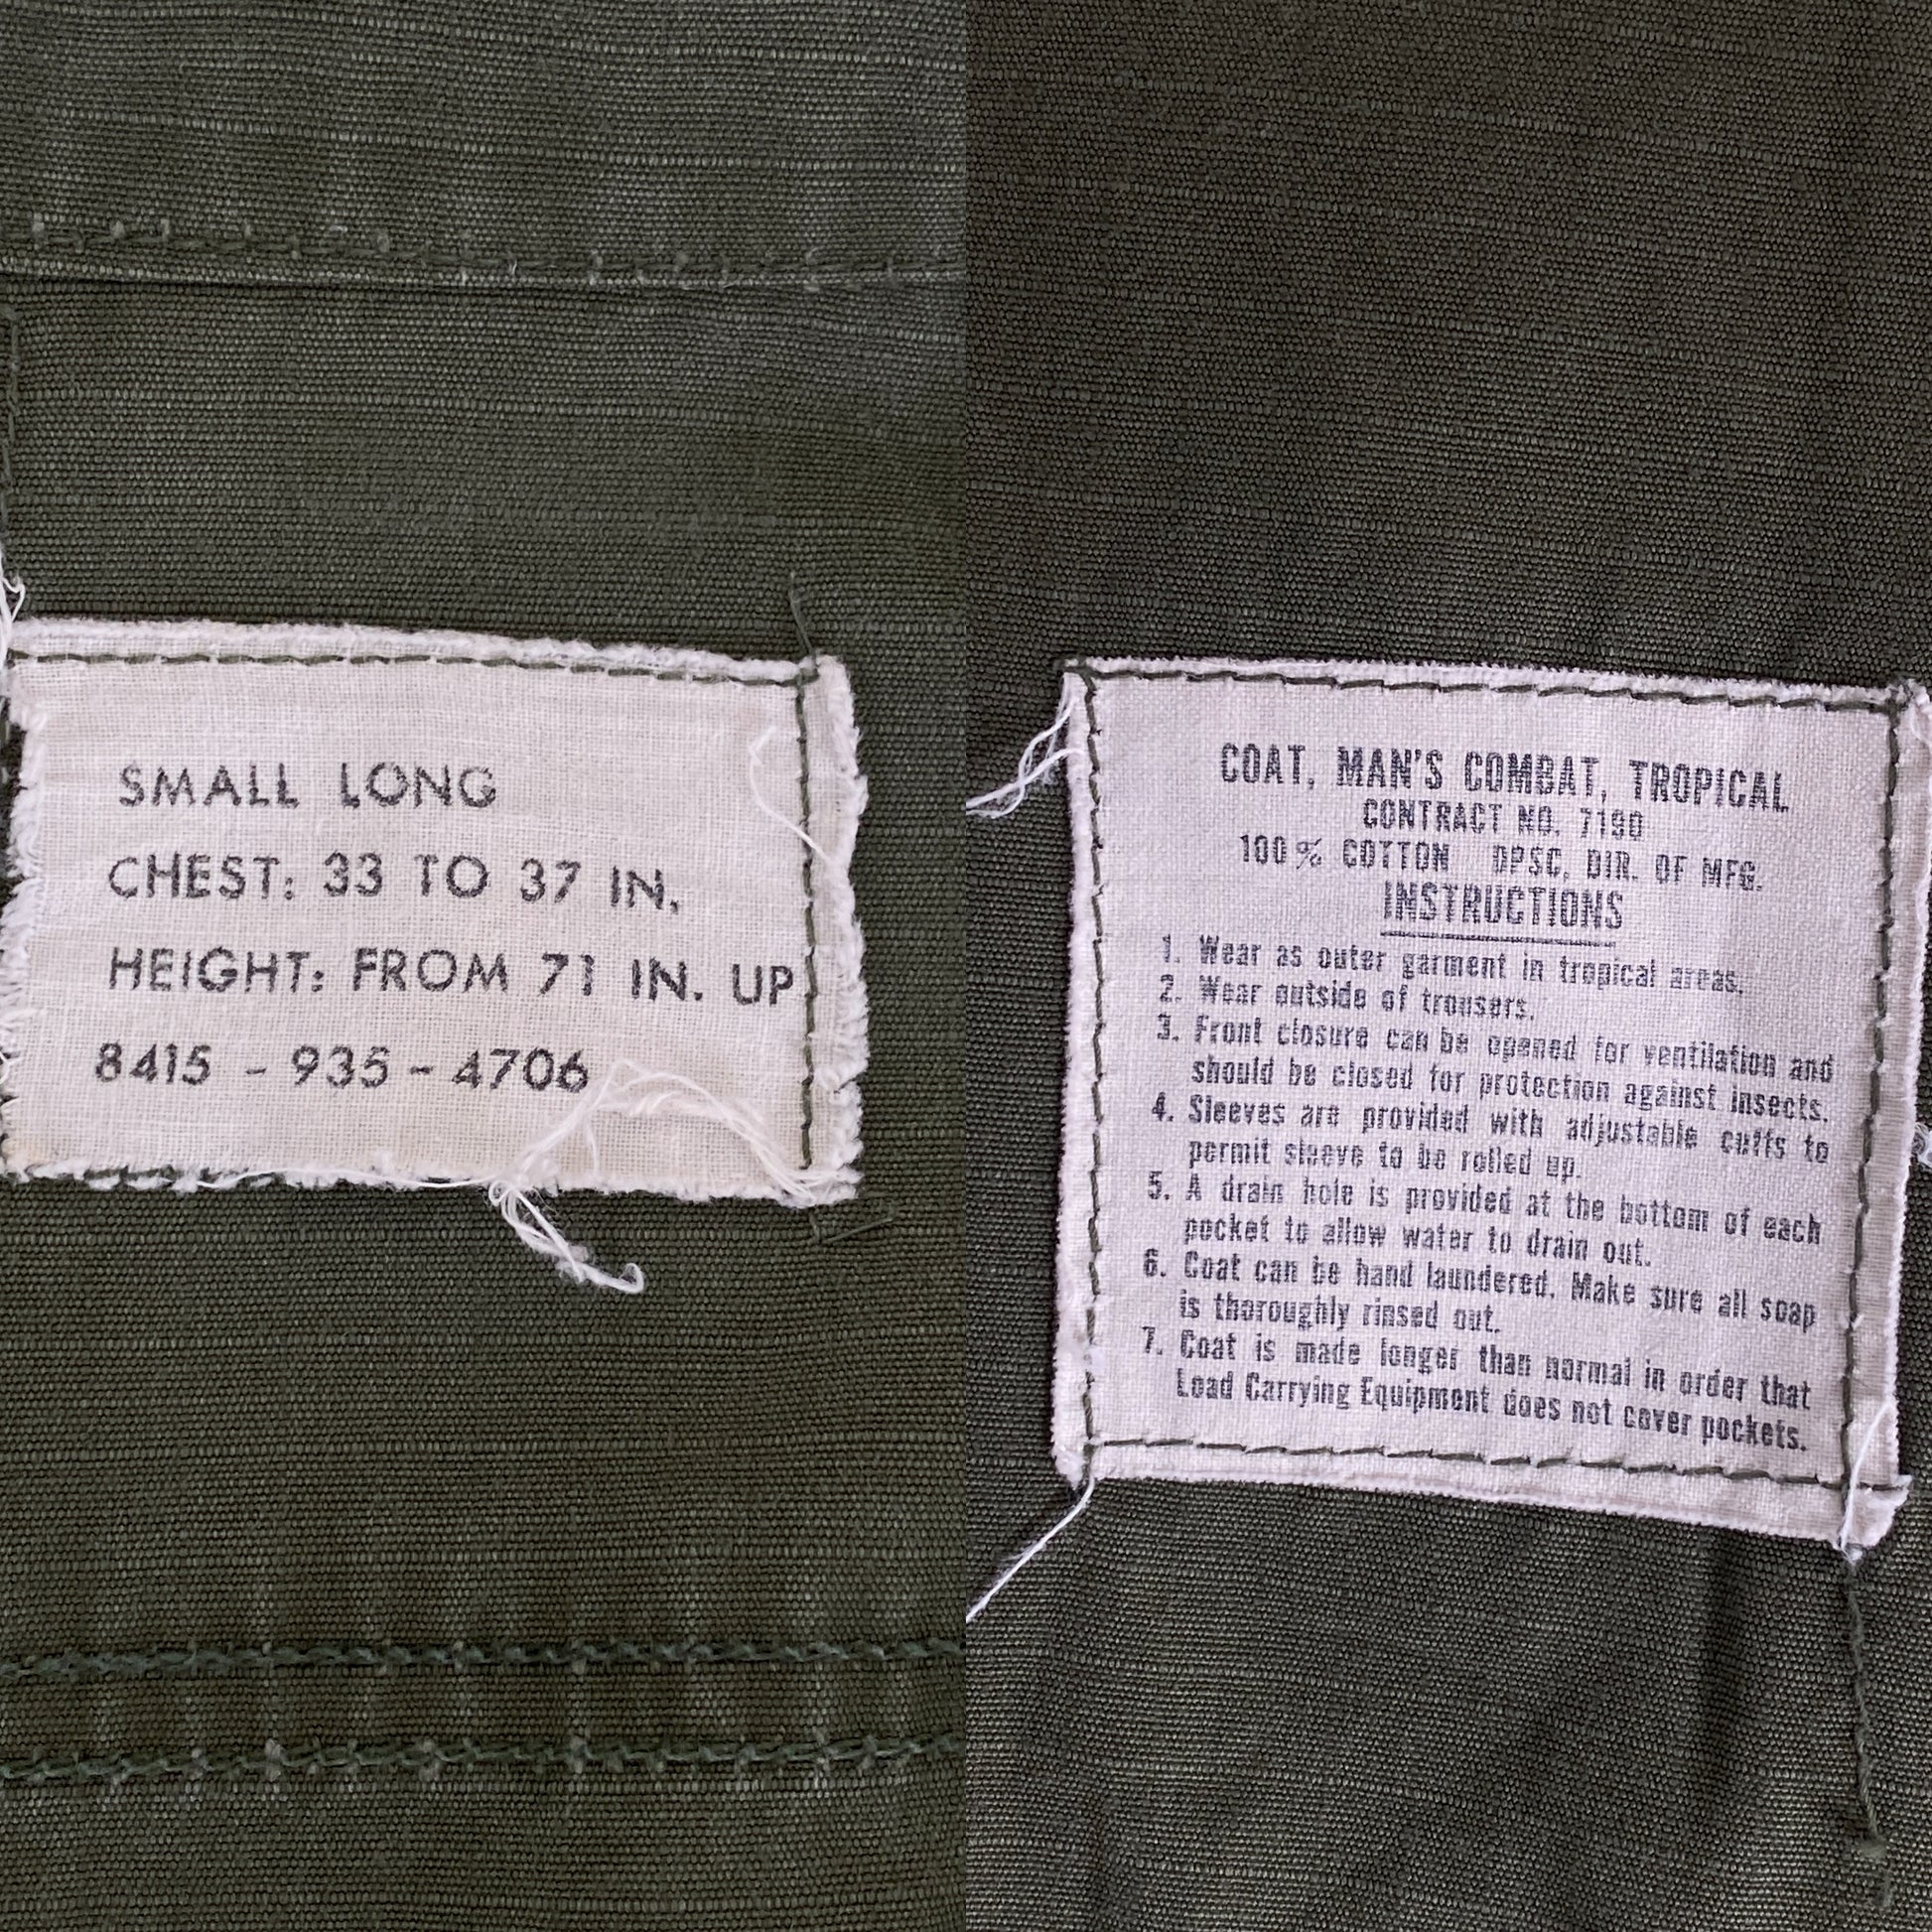 SMALL LONG
CHEST: 33 TO 37 IN.
HEIGHT: FROM 71 IN. UP
8415 - 935 - 4706
COAT, MAN'S COMBAT, TROPICAL
CONTRACT NO. 7190
100% COTTON DPSC, DIR. OF MFG.
INSTRUCTIONS
1. Wear as outer garment in tropical areas.
2. Wear outside of trousers.
3. Front closure can be opened for ventilation and
should be closed for protection against insects.
4. Sleeves are provided with adjustable cuffs to
permit sleeve to be rolled up.
5. A drain hole is provided at the bottom of each
pocket to allow water to drain out.
6. Coat can be hand laundered. Make sure all soap
is thoroughly rinsed out.
7. Coat is made longer than normal in order that
Load Carrying Equipment does not cover pockets.